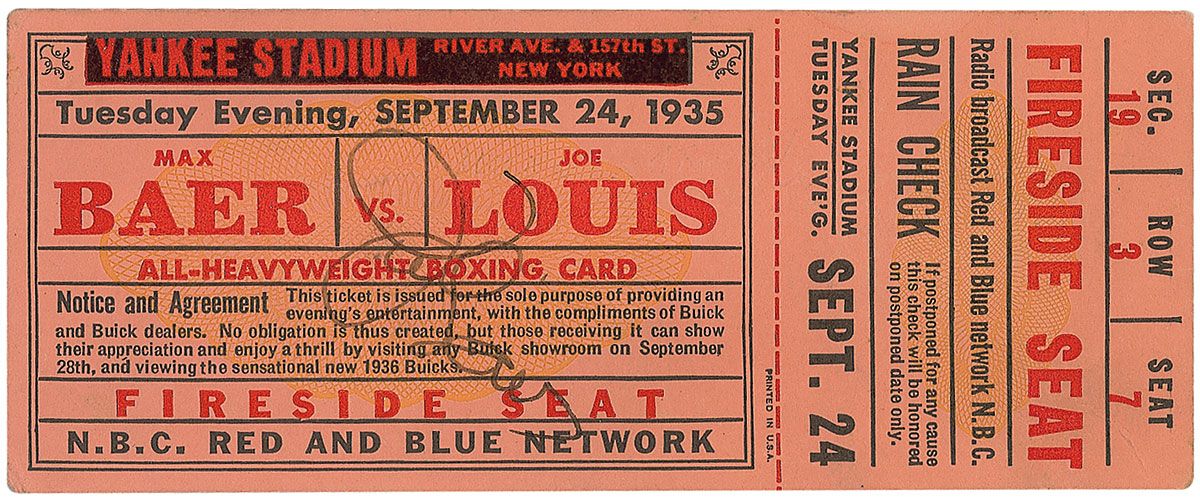 YANKEE STADIUM
RIVER AVE. & 157th ST.
NEW YORK
Tuesday Evening, SEPTEMBER 24, 1935
MAX
BAER
VS.
JOE
LOUIS
ALL-HEAVYWEIGHT BOXING CARD
Notice and Agreement This ticket is issued for the sole purpose of providing an
evening's entertainment, with the compliments of Buick
and Buick dealers. No obligation is thus created, but those receiving it can show
their appreciation and enjoy a thrill by visiting any Buick showroom on September
28th, and viewing the sensational new 1936 Buicks.
FIRESIDE SEAT
N.B.C. RED AND BLUE NETWORK
PRINTED IN U.S.A.
SEC. ROW SEAT
19 3 7
FIRESIDE SEAT
Radio broadcast Red and Blue network N.B.C.
RAIN CHECK
If postponed for any cause
this check will be honored
on postponed date only.
YANKEE STADIUM
TUESDAY EVE'G. SEPT. 24